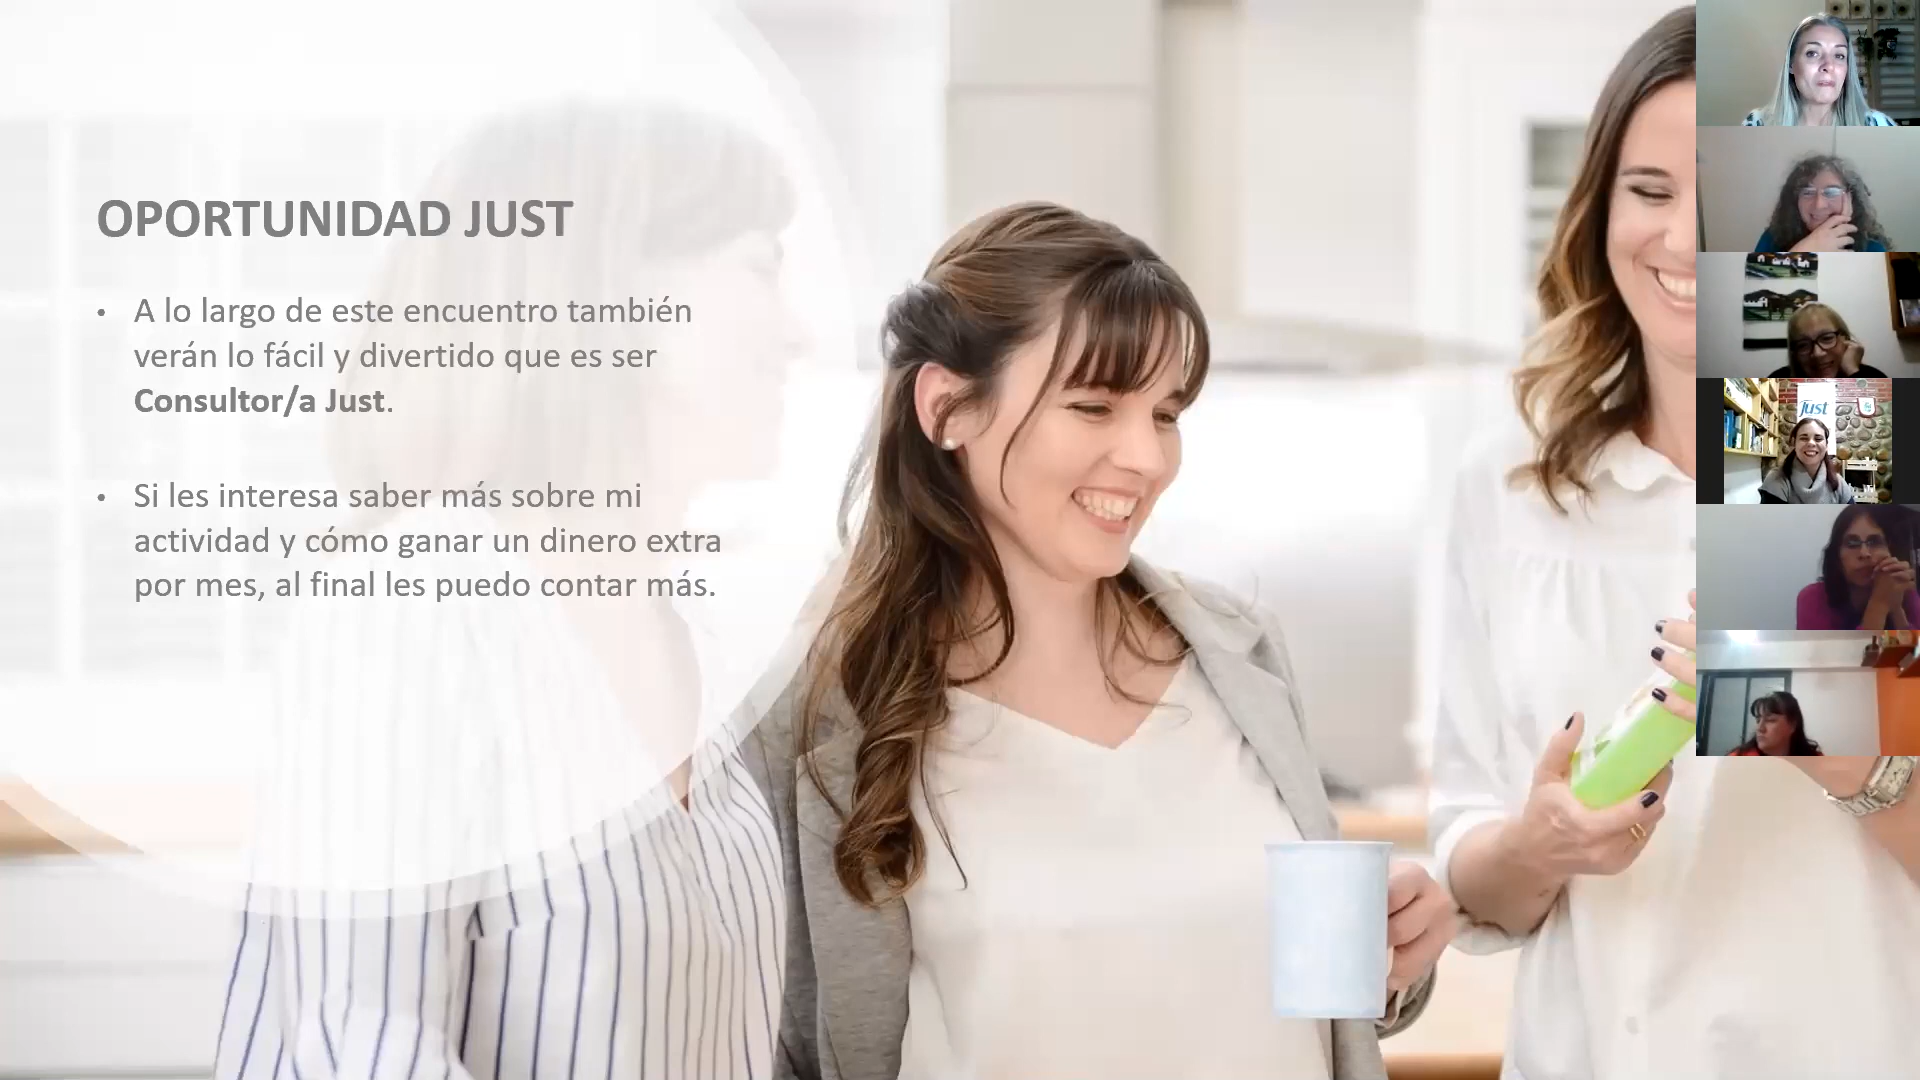 OPORTUNIDAD JUST
• A lo largo de este encuentro también
verán lo fácil y divertido que es ser
Consultor/a Just.
• Si les interesa saber más sobre mi
actividad y cómo ganar un dinero extra
por mes, al final les puedo contar más.
just